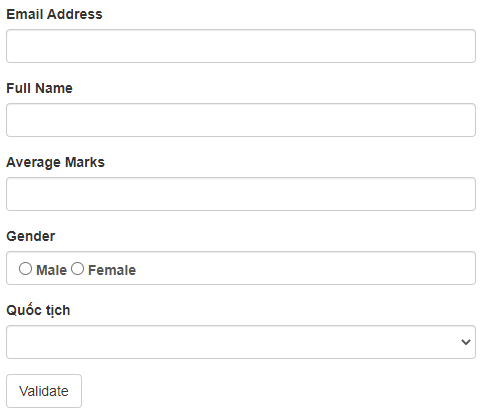 Email Address
Full Name
Average Marks
Gender
Male Female
Quốc tịch
Validate